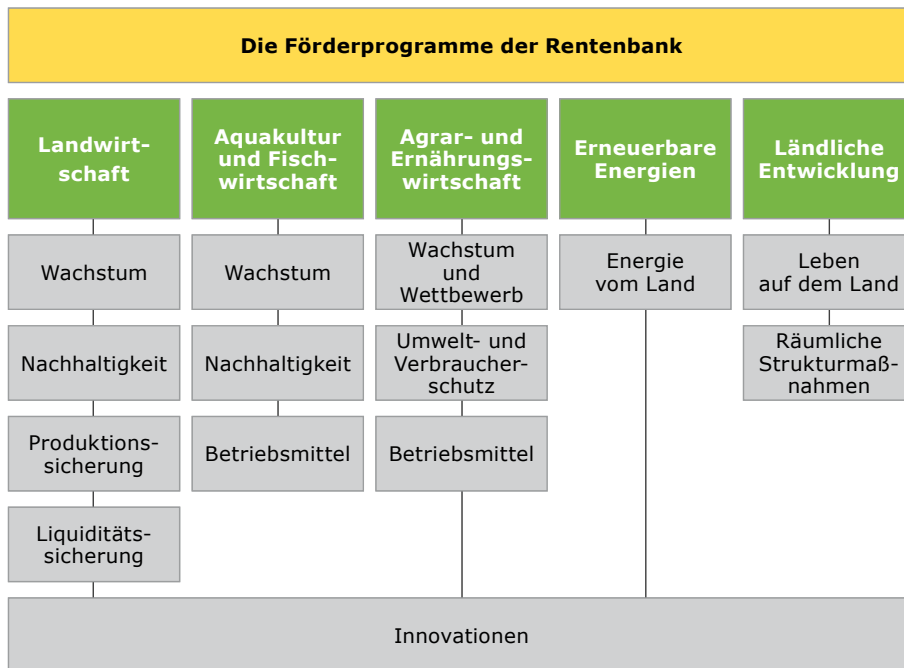 Die Förderprogramme der Rentenbank
Landwirt-
schaft
Aquakultur
und Fisch-
wirtschaft
Agrar- und
Ernährungs-
wirtschaft
Erneuerbare
Energien
Ländliche
Entwicklung
Wachstum
Wachstum
Wachstum
und
Wettbewerb
Energie
vom Land
Leben
auf dem Land
Nachhaltigkeit
Nachhaltigkeit
Umwelt- und
Verbraucher-
schutz
Räumliche
Strukturmaß-
nahmen
Produktions-
sicherung
Betriebsmittel
Betriebsmittel
Liquiditäts-
sicherung
Innovationen